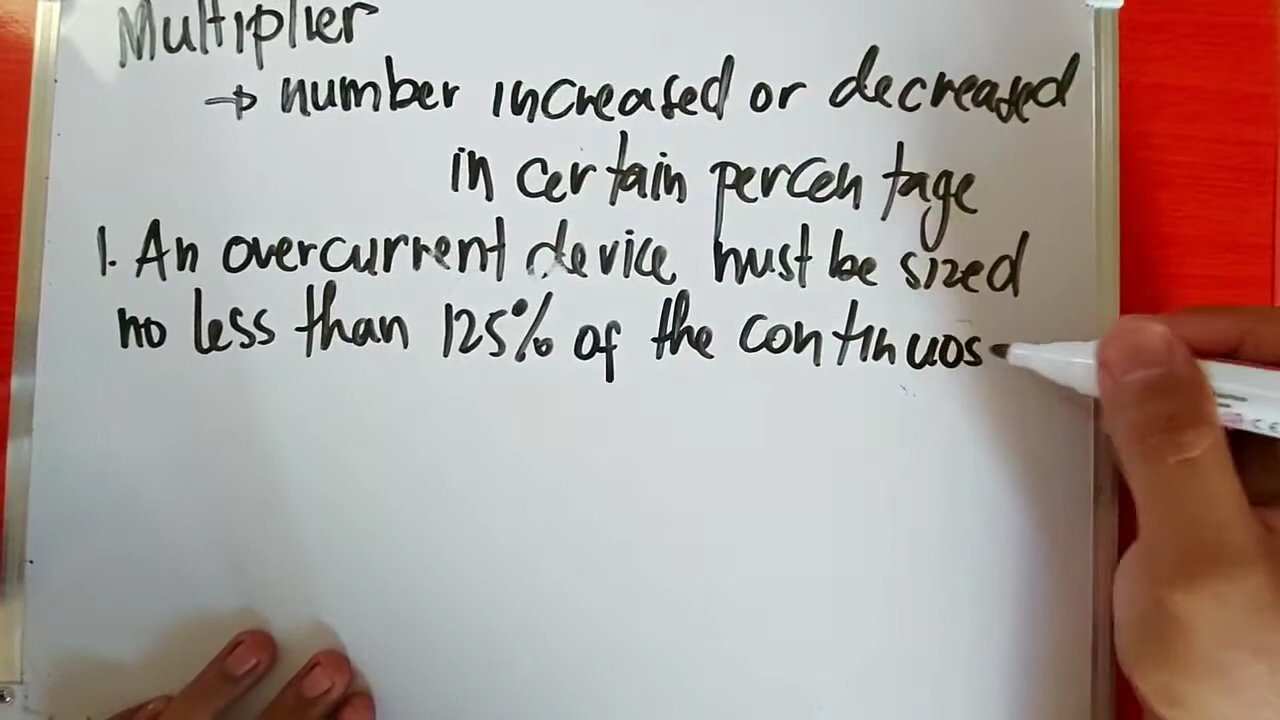 Multiplier
→ number increased or decreased
in certain percentage
1. An overcurrent device must be sized
no less than 125% of the continuos